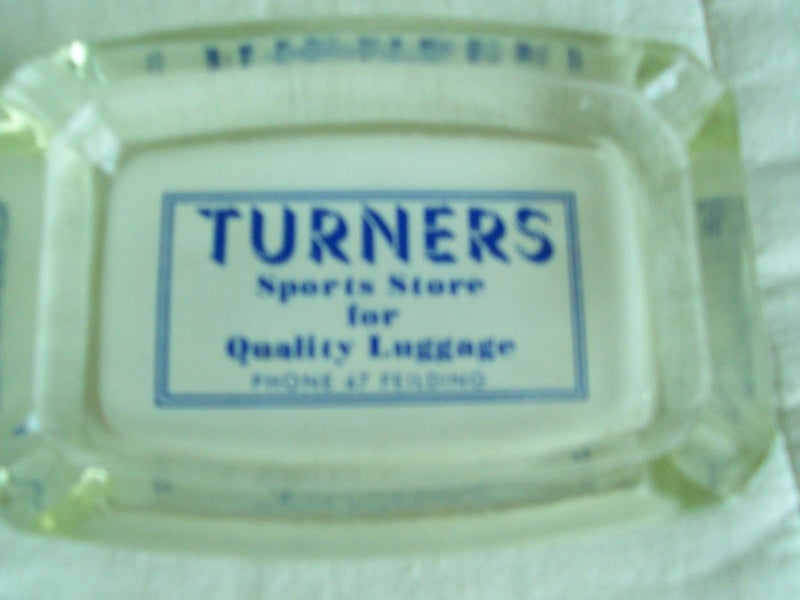 TURNERS
Sports Store
for
Quality Luggage
PHONE 47 FEILDING